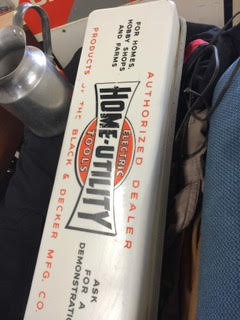 FOR HOMES,
HOBBY SHOPS
AND FARMS
AUTHORIZED DEALER
ELECTRIC
HOME-UTILITY
TOOLS
PRODUCTS OF THE BLACK & DECKER MFG. CO.
ASK
FOR A
DEMONSTRATI